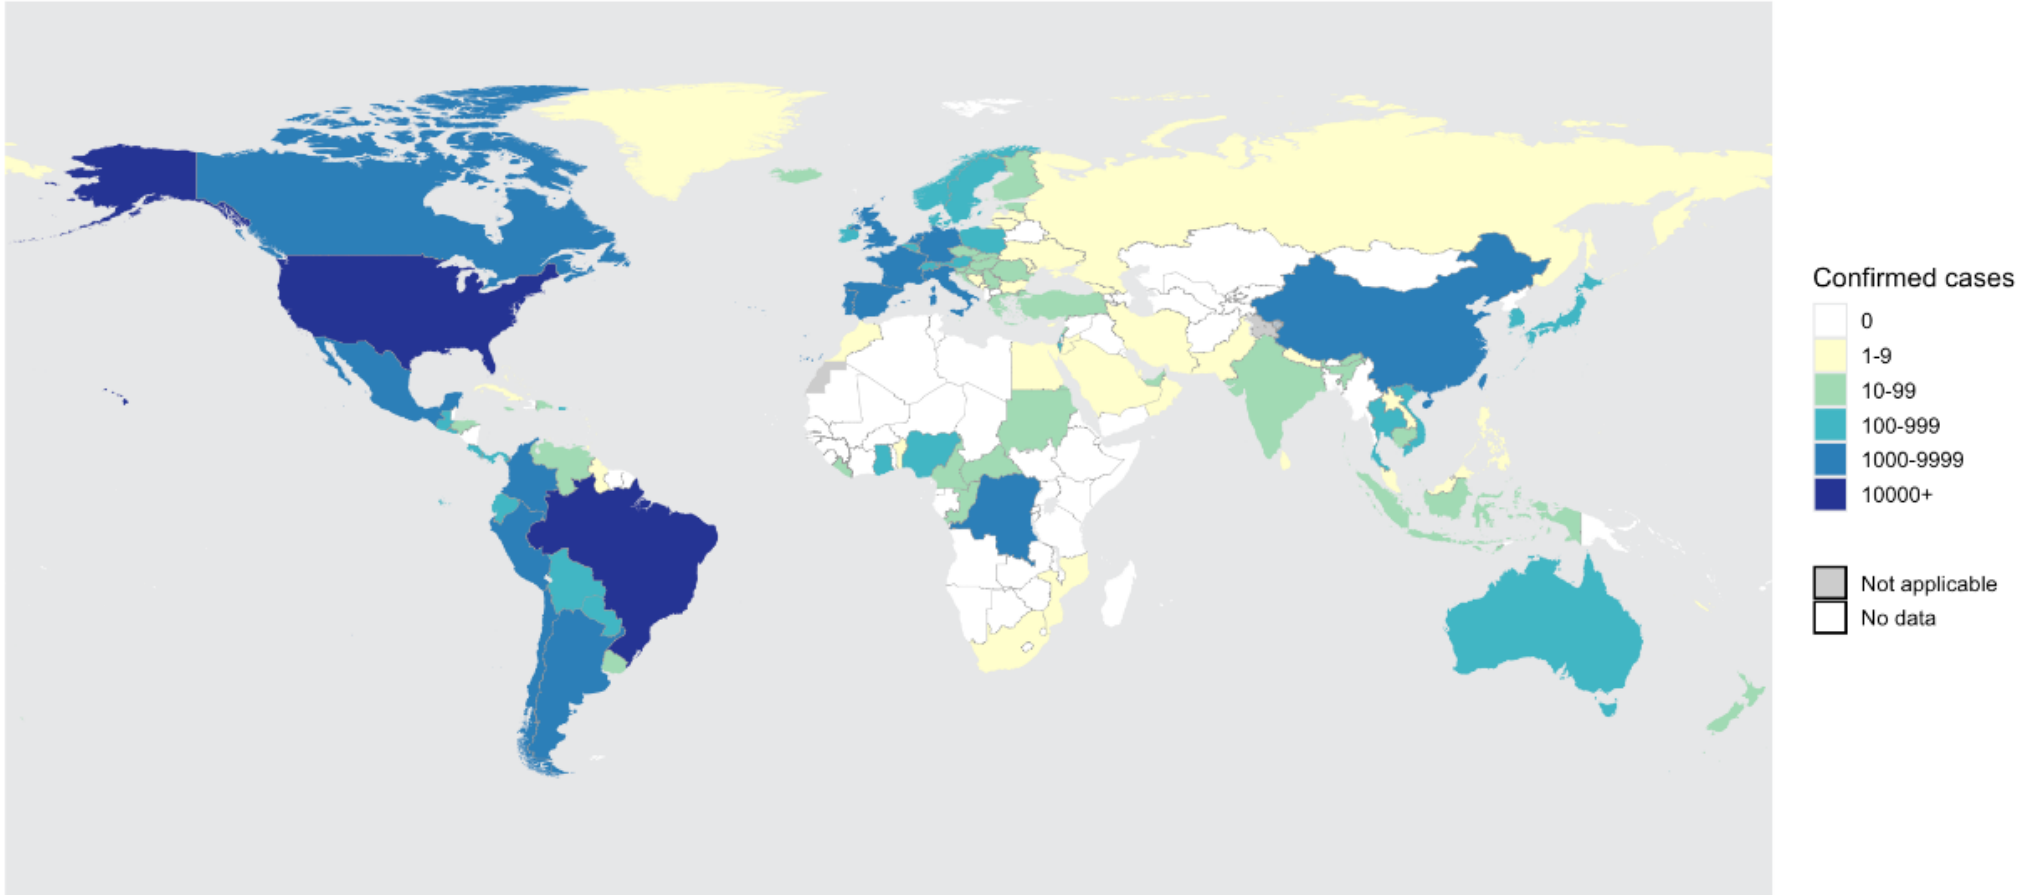 Confirmed cases
0
1-9
10-99
100-999
1000-9999
10000+
Not applicable
No data